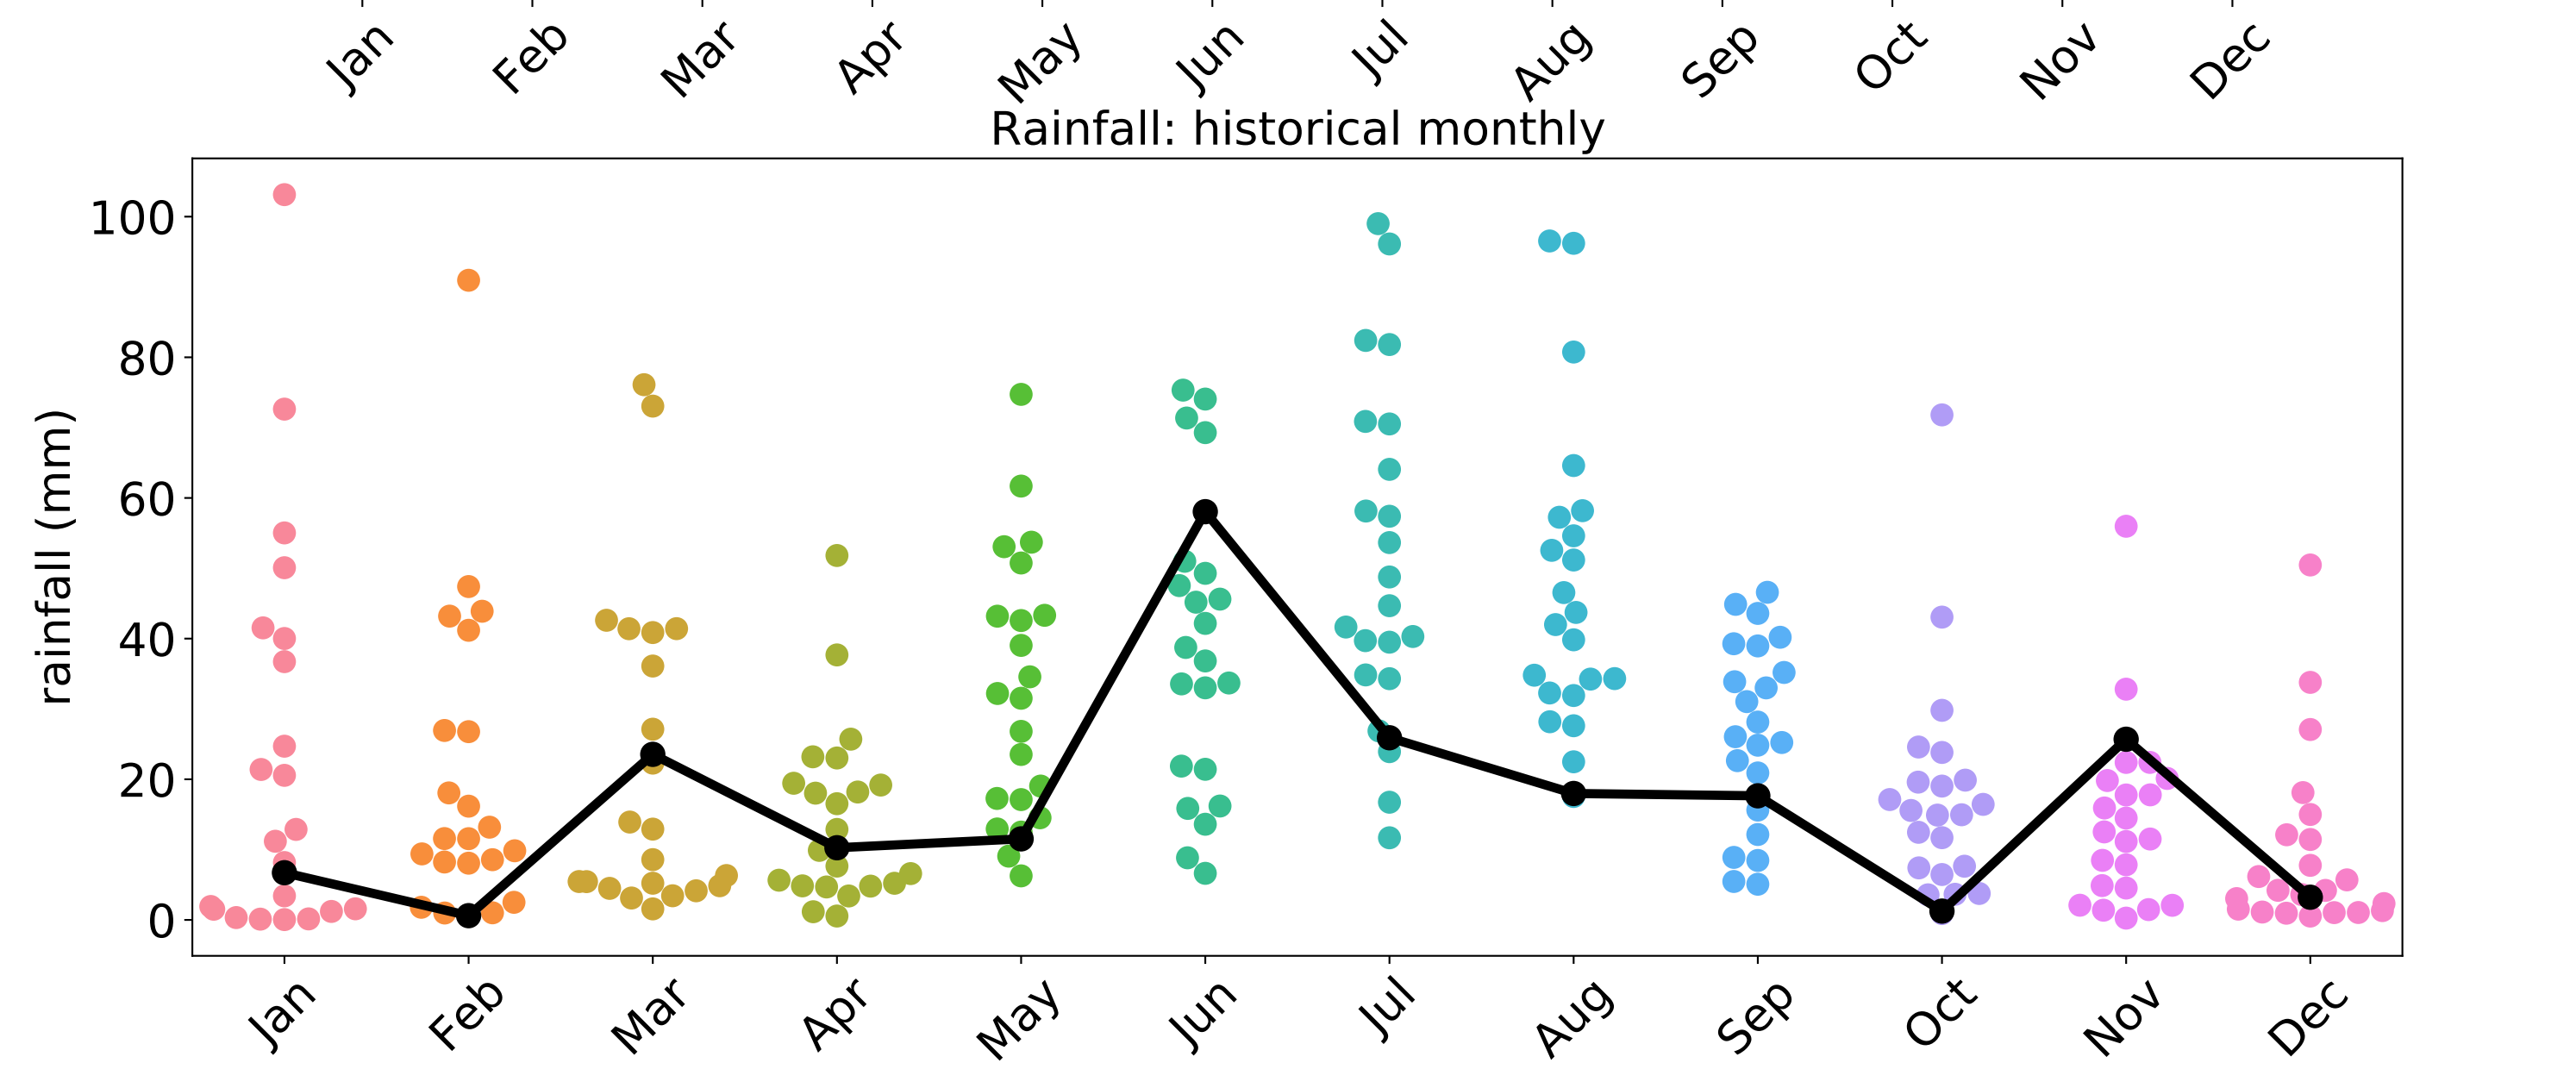 Jan Feb Mar Apr May Jun Jul Aug Sep Oct Nov Dec
Rainfall: historical monthly
rainfall (mm)
100
80
60
40
20
0
Jan Feb Mar Apr May Jun Jul Aug Sep Oct Nov Dec